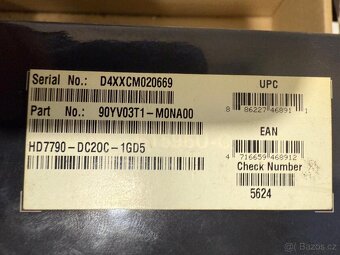 Serial No.: D4XXCM020669
UPC
8 86227 46891 1
Part No.: 90YV03T1-M0NA00
EAN
4 716659 468912
HD7790-DC2OC-1GD5
Check Number
5624
Sbazos.cz